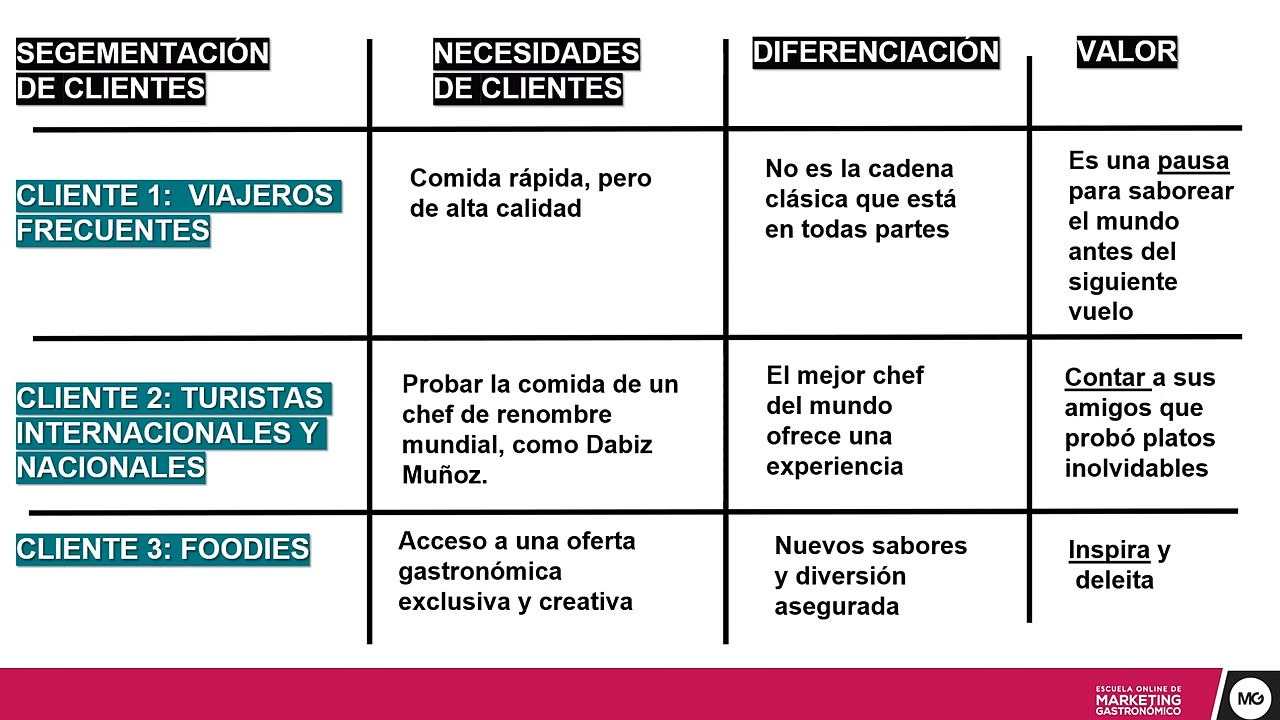 SEGEMENTACIÓN
DE CLIENTES
NECESIDADES
DE CLIENTES
DIFERENCIACIÓN
VALOR
CLIENTE 1: VIAJEROS
FRECUENTES
Comida rápida, pero
de alta calidad
No es la cadena
clásica que está
en todas partes
Es una pausa
para saborear
el mundo
antes del
siguiente
vuelo
CLIENTE 2: TURISTAS
INTERNACIONALES Y
NACIONALES
Probar la comida de un
chef de renombre
mundial, como Dabiz
Muñoz.
El mejor chef
del mundo
ofrece una
experiencia
Contar a sus
amigos que
probó platos
inolvidables
CLIENTE 3: FOODIES
Acceso a una oferta
gastronómica
exclusiva y creativa
Nuevos sabores
y diversión
asegurada
Inspira y
deleita
ESCUELA ONLINE DE
MARKETING
GASTRONÓMICO
MG